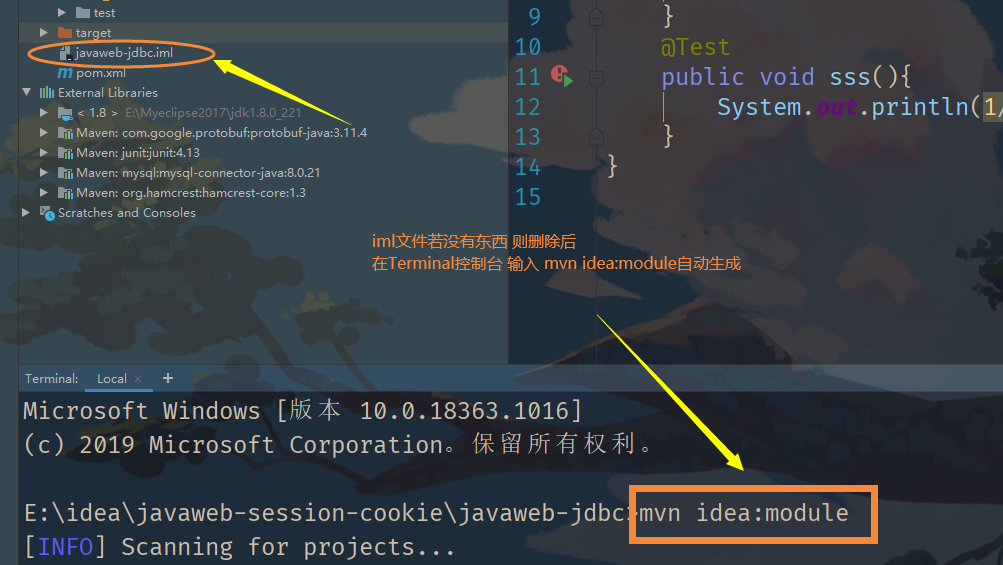 test
target
javaweb-jdbc.iml
pom.xml
External Libraries
< 1.8 > E:\Myeclipse2017\jdk1.8.0_221
Maven: com.google.protobuf:protobuf-java:3.11.4
Maven: junit:junit:4.13
Maven: mysql:mysql-connector-java:8.0.21
Maven: org.hamcrest:hamcrest-core:1.3
Scratches and Consoles
9 }
10 @Test
11 public void sss(){
12 System.out.println(1/
13 }
14 }
15
iml文件若没有东西 则删除后
在Terminal控制台 输入 mvn idea:module自动生成
Terminal: Local × +
Microsoft Windows [版本 10.0.18363.1016]
(c) 2019 Microsoft Corporation。保留所有权利。
E:\idea\javaweb-session-cookie\javaweb-jdbc>mvn idea:module
[INFO] Scanning for projects...